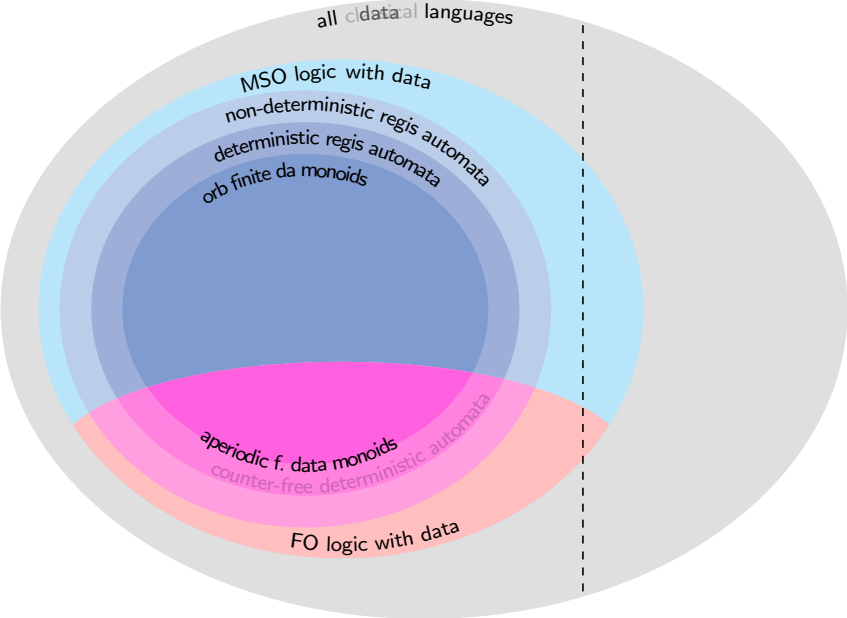 all classical data languages
MSO logic with data
non-deterministic regis automata
deterministic regis automata
orb finite da monoids
aperiodic f. data monoids
counter-free deterministic automata
FO logic with data